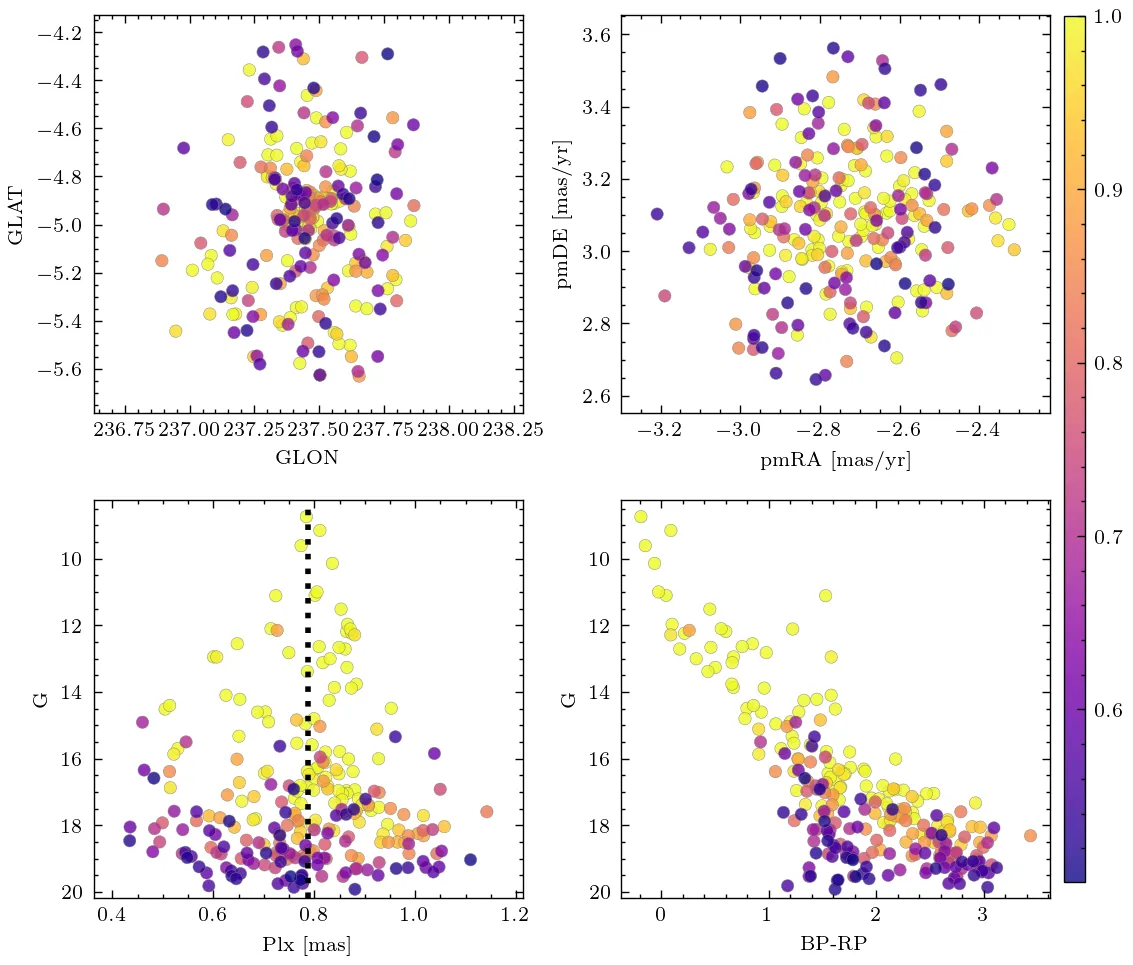 −4.2
−4.4
−4.6
−4.8
−5.0
−5.2
−5.4
−5.6
GLAT
236.75 237.00 237.25 237.50 237.75 238.00 238.25
GLON
3.6
3.4
3.2
3.0
2.8
2.6
pmDE [mas/yr]
−3.2 −3.0 −2.8 −2.6 −2.4
pmRA [mas/yr]
1.0
0.9
0.8
0.7
0.6
10
12
14
16
18
20
G
0.4 0.6 0.8 1.0 1.2
Plx [mas]
10
12
14
16
18
20
G
0 1 2 3
BP-RP